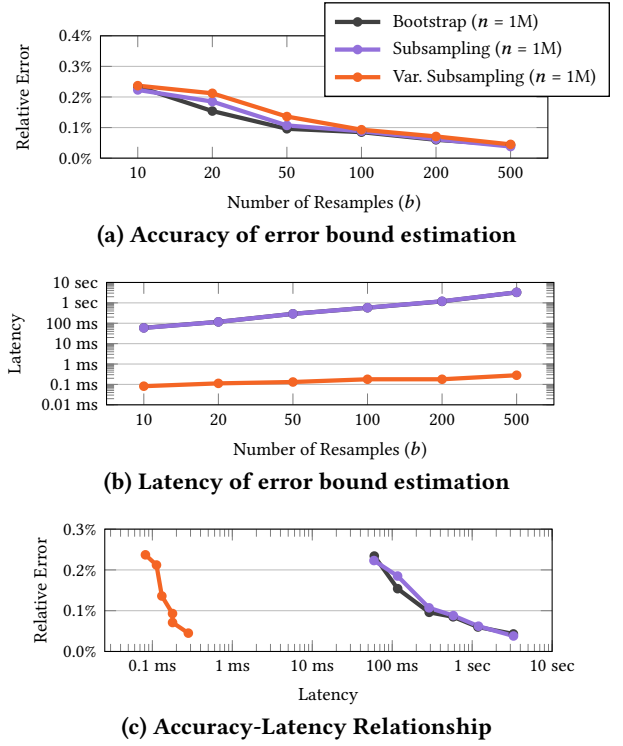 Bootstrap (n = 1M)
Subsampling (n = 1M)
Var. Subsampling (n = 1M)
Relative Error
0.4%
0.3%
0.2%
0.1%
0.0%
10 20 50 100 200 500
Number of Resamples (b)
(a) Accuracy of error bound estimation
Latency
10 sec
1 sec
100 ms
1 ms
0.1 ms
0.01 ms
10 20 50 100 200 500
Number of Resamples (b)
(b) Latency of error bound estimation
Relative Error
0.3%
0.2%
0.1%
0.0%
0.1 ms 1 ms 10 ms 100 ms 1 sec 10 sec
Latency
(c) Accuracy-Latency Relationship